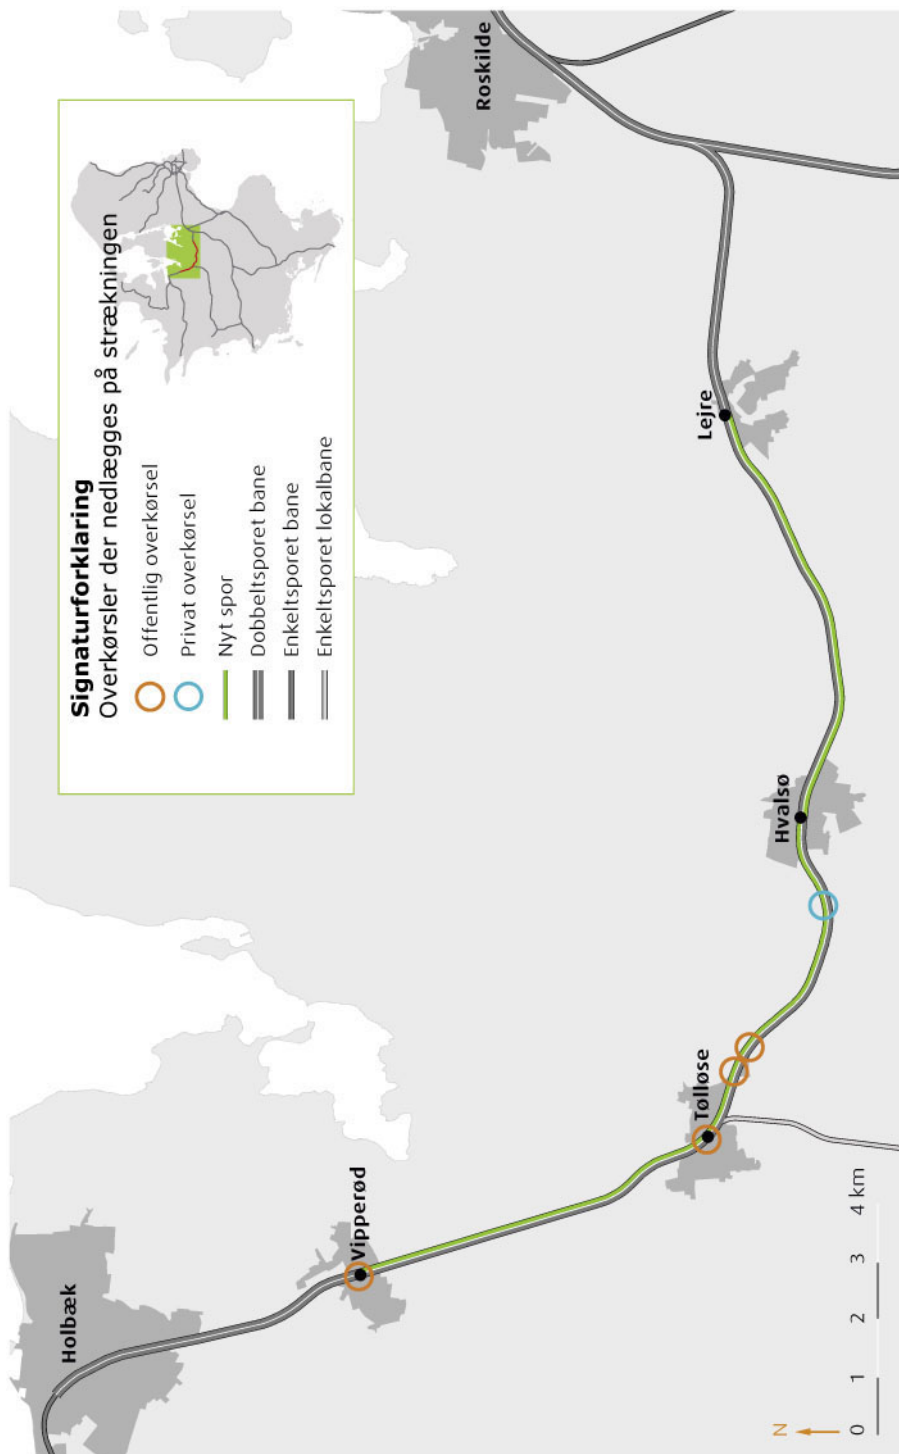 Signaturforklaring
Overkørsler der nedlægges på strækningen
Offentlig overkørsel
Privat overkørsel
Nyt spor
Dobbeltsporet bane
Enkeltsporet bane
Enkeltsporet lokalbane
Holbæk
Vipperød
Tølløse
Hvalsø
Lejre
Roskilde
N
0 1 2 3 4 km